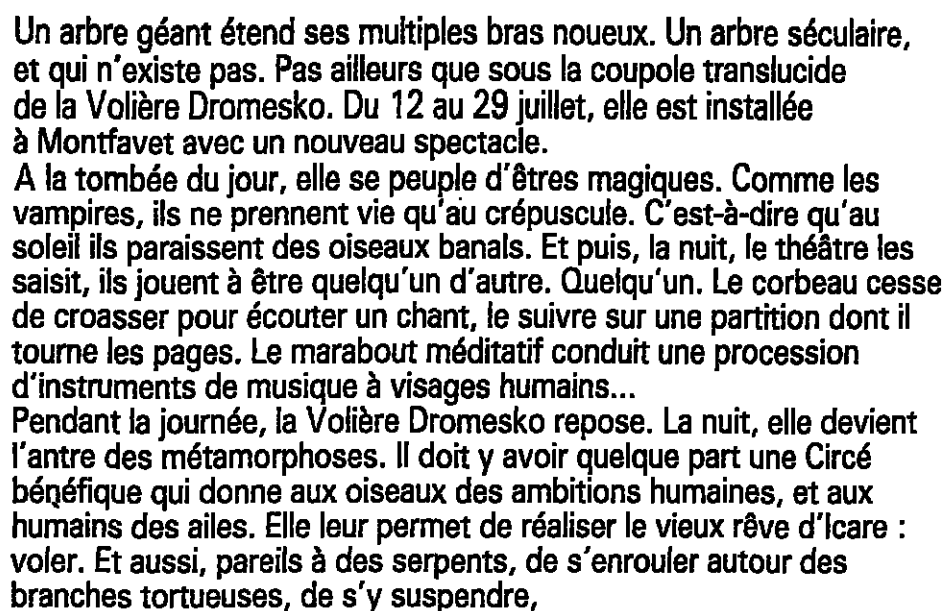 Un arbre géant étend ses multiples bras noueux. Un arbre séculaire,
et qui n'existe pas. Pas ailleurs que sous la coupole translucide
de la Volière Dromesko. Du 12 au 29 juillet, elle est installée
à Montfavet avec un nouveau spectacle.
A la tombée du jour, elle se peuple d'êtres magiques. Comme les
vampires, ils ne prennent vie qu'au crépuscule. C'est-à-dire qu'au
soleil ils paraissent des oiseaux banals. Et puis, la nuit, le théâtre les
saisit, ils jouent à être quelqu'un d'autre. Quelqu'un. Le corbeau cesse
de croasser pour écouter un chant, le suivre sur une partition dont il
tourne les pages. Le marabout méditatif conduit une procession
d'instruments de musique à visages humains...
Pendant la journée, la Volière Dromesko repose. La nuit, elle devient
l'antre des métamorphoses. Il doit y avoir quelque part une Circé
bénéfique qui donne aux oiseaux des ambitions humaines, et aux
humains des ailes. Elle leur permet de réaliser le vieux rêve d'Icare :
voler. Et aussi, pareils à des serpents, de s'enrouler autour des
branches tortueuses, de s'y suspendre,